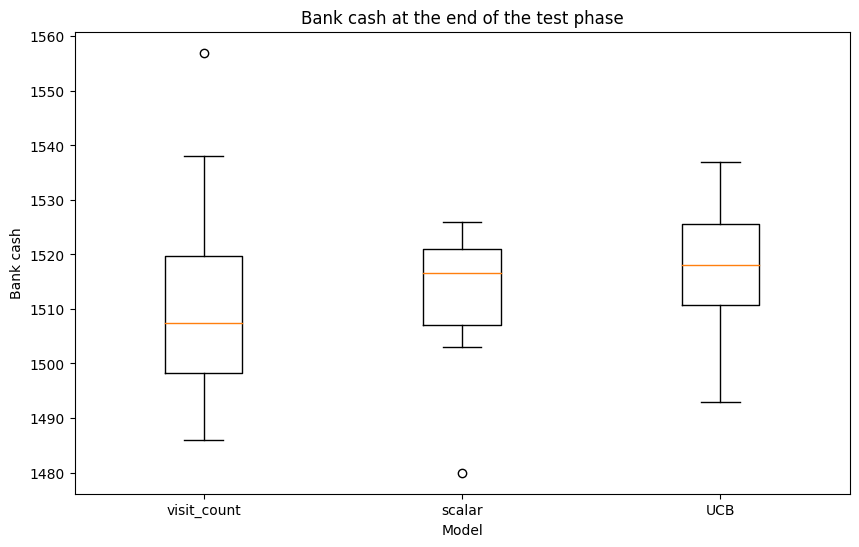 Bank cash at the end of the test phase
1560
1550
1540
1530
1520
1510
1500
1490
1480
Bank cash
visit_count
scalar
UCB
Model